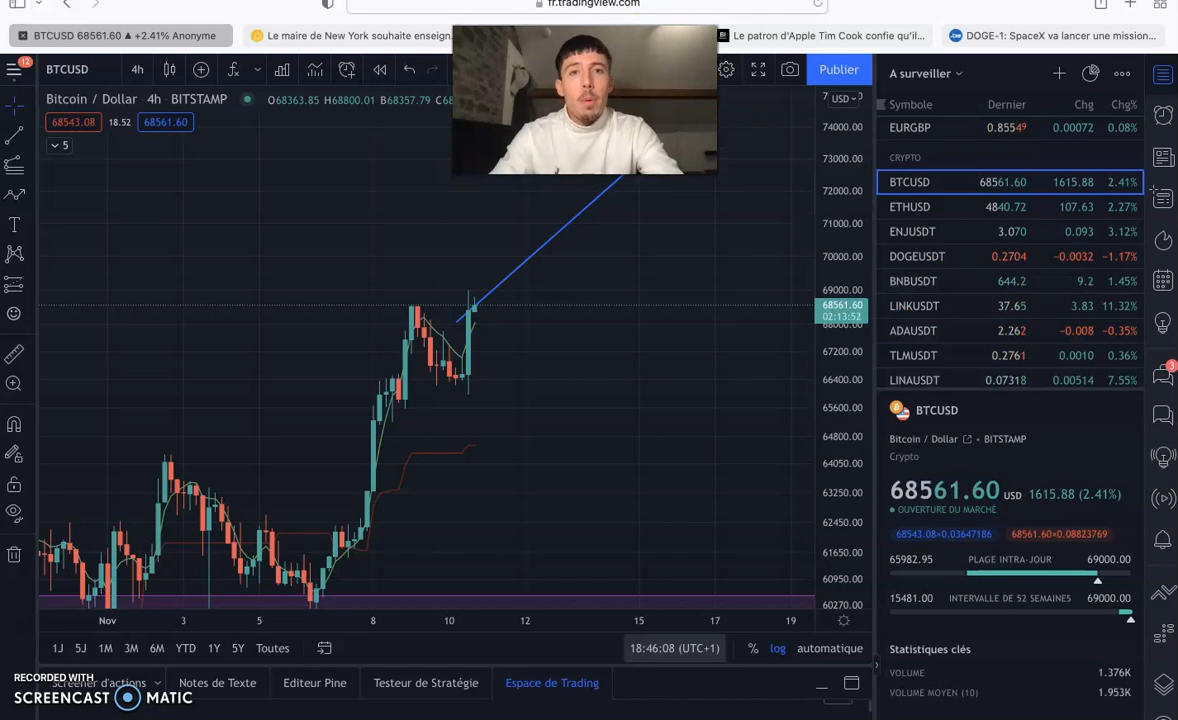 fr.tradingview.com
BTCUSD 68561.60 ▲ +2.41% Anonyme
Le maire de New York souhaite enseign
Le patron d'Apple Tim Cook confie qu'il...
DOGE-1: SpaceX va lancer une mission...
12
BTCUSD
4h
Publier
A surveiller
Bitcoin / Dollar 4h BITSTAMP
O68363.85 H68800.01 B68357.79 C68
USD
Symbole Dernier Chg Chg%
68543.08 18.52 68561.60
5
EURGBP 0.85549 0.00072 0.08%
CRYPTO
BTCUSD 68561.60 1615.88 2.41%
ETHUSD 4840.72 107.63 2.27%
ENJUSDT 3.070 0.093 3.12%
DOGEUSDT 0.2704 −0.0032 −1.17%
BNBUSDT 644.2 9.2 1.45%
LINKUSDT 37.65 3.83 11.32%
ADAUSDT 2.262 −0.008 −0.35%
TLMUSDT 0.2761 0.0010 0.36%
LINAUSDT 0.07318 0.00514 7.55%
3
74000.00
73000.00
72000.00
71000.00
70000.00
69000.00
68561.60
02:13:52
68000.00
67200.00
66400.00
65600.00
64800.00
64050.00
63250.00
62450.00
61650.00
60950.00
60270.00
BTCUSD
Bitcoin / Dollar • BITSTAMP
Crypto
68561.60 USD 1615.88 (2.41%)
OUVERTURE DU MARCHÉ
68543.08×0.03647186 68561.60×0.08823769
65982.95 PLAGE INTRA-JOUR 69000.00
15481.00 INTERVALLE DE 52 SEMAINES 69000.00
Statistiques clés
VOLUME 1.376K
VOLUME MOYEN (10) 1.953K
Nov 3 5 8 10 12 15 17 19
1J 5J 1M 3M 6M YTD 1Y 5Y Toutes
18:46:08 (UTC+1) % log automatique
d'actions Notes de Texte Editeur Pine Testeur de Stratégie Espace de Trading
RECORDED WITH
SCREENCAST MATIC